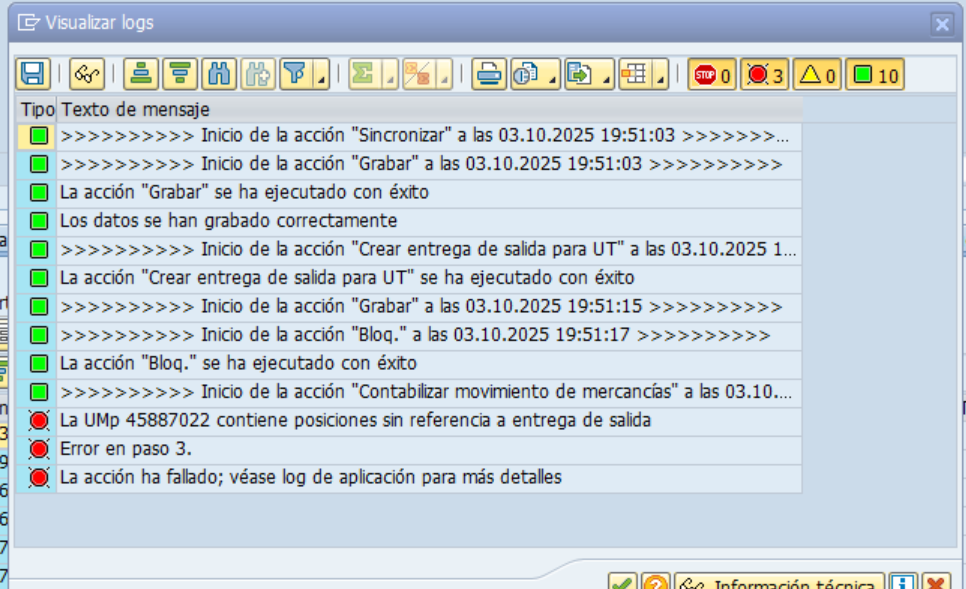 Visualizar logs
STOP 0 3 0 10
Tipo Texto de mensaje
>>>>>>>>>> Inicio de la acción "Sincronizar" a las 03.10.2025 19:51:03 >>>>>>>...
>>>>>>>>>> Inicio de la acción "Grabar" a las 03.10.2025 19:51:03 >>>>>>>>>>
La acción "Grabar" se ha ejecutado con éxito
Los datos se han grabado correctamente
>>>>>>>>>> Inicio de la acción "Crear entrega de salida para UT" a las 03.10.2025 1...
La acción "Crear entrega de salida para UT" se ha ejecutado con éxito
>>>>>>>>>> Inicio de la acción "Grabar" a las 03.10.2025 19:51:15 >>>>>>>>>>
>>>>>>>>>> Inicio de la acción "Bloq." a las 03.10.2025 19:51:17 >>>>>>>>>>
La acción "Bloq." se ha ejecutado con éxito
>>>>>>>>>> Inicio de la acción "Contabilizar movimiento de mercancías" a las 03.10....
La UMp 45887022 contiene posiciones sin referencia a entrega de salida
Error en paso 3.
La acción ha fallado; véase log de aplicación para más detalles
Información técnica